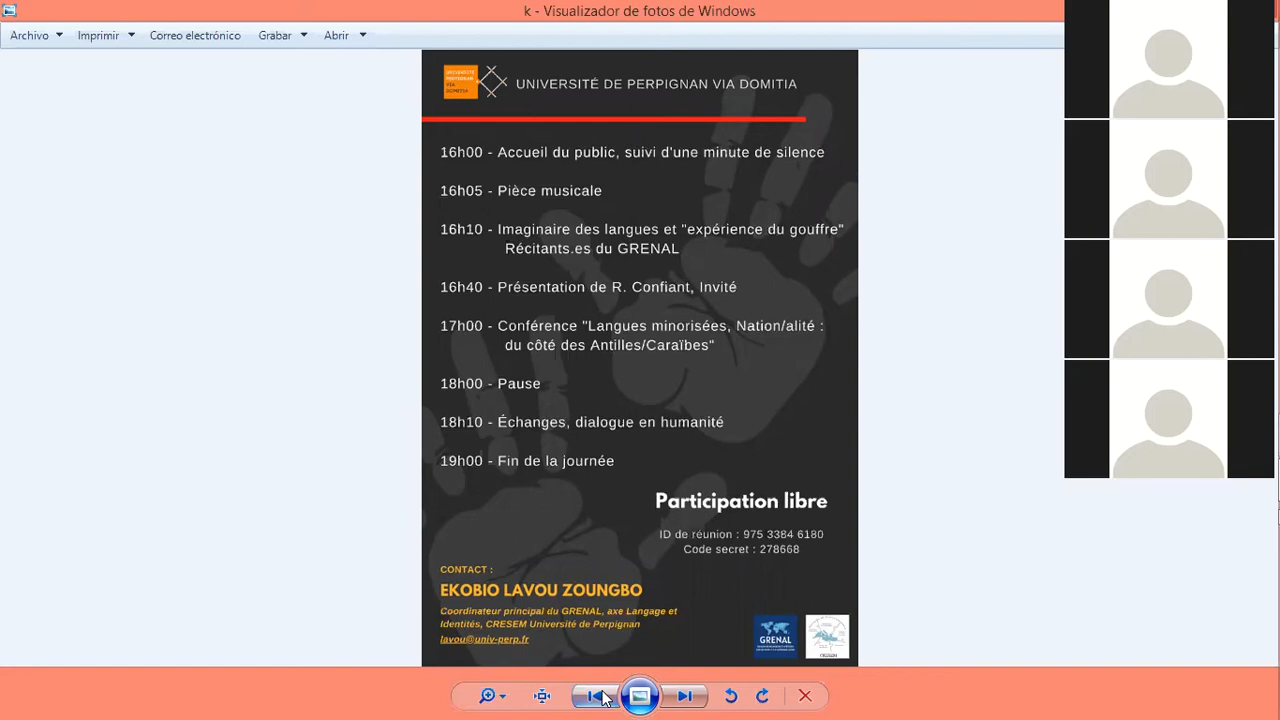 k - Visualizador de fotos de Windows
Archivo Imprimir Correo electrónico Grabar Abrir
UNIVERSITÉ
PERPIGNAN
VIA
DOMITIA
UNIVERSITÉ DE PERPIGNAN VIA DOMITIA
16h00 - Accueil du public, suivi d'une minute de silence
16h05 - Pièce musicale
16h10 - Imaginaire des langues et "expérience du gouffre"
Récitants.es du GRENAL
16h40 - Présentation de R. Confiant, Invité
17h00 - Conférence "Langues minorisées, Nation/alité :
du côté des Antilles/Caraïbes"
18h00 - Pause
18h10 - Échanges, dialogue en humanité
19h00 - Fin de la journée
Participation libre
ID de réunion : 975 3384 6180
Code secret : 278668
CONTACT :
EKOBIO LAVOU ZOUNGBO
Coordinateur principal du GRENAL, axe Langage et
Identités, CRESEM Université de Perpignan
lavou@univ-perp.fr
GRENAL